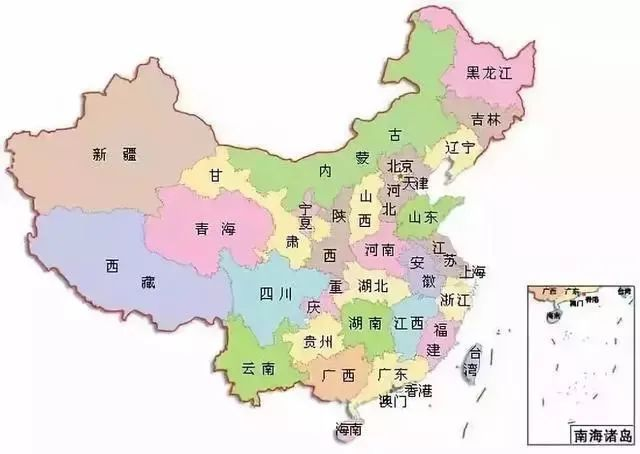 黑龙江
吉林
辽宁
内蒙古
新疆
甘肃
北京
天津
河北
山西
陕西
宁夏
青海
山东
西藏
河南
江苏
安徽
上海
四川
重庆
湖北
浙江
湖南
江西
贵州
福建
云南
广西
广东
台湾
香港
澳门
海南
广西
广东
台湾
香港
澳门
海南
南海诸岛